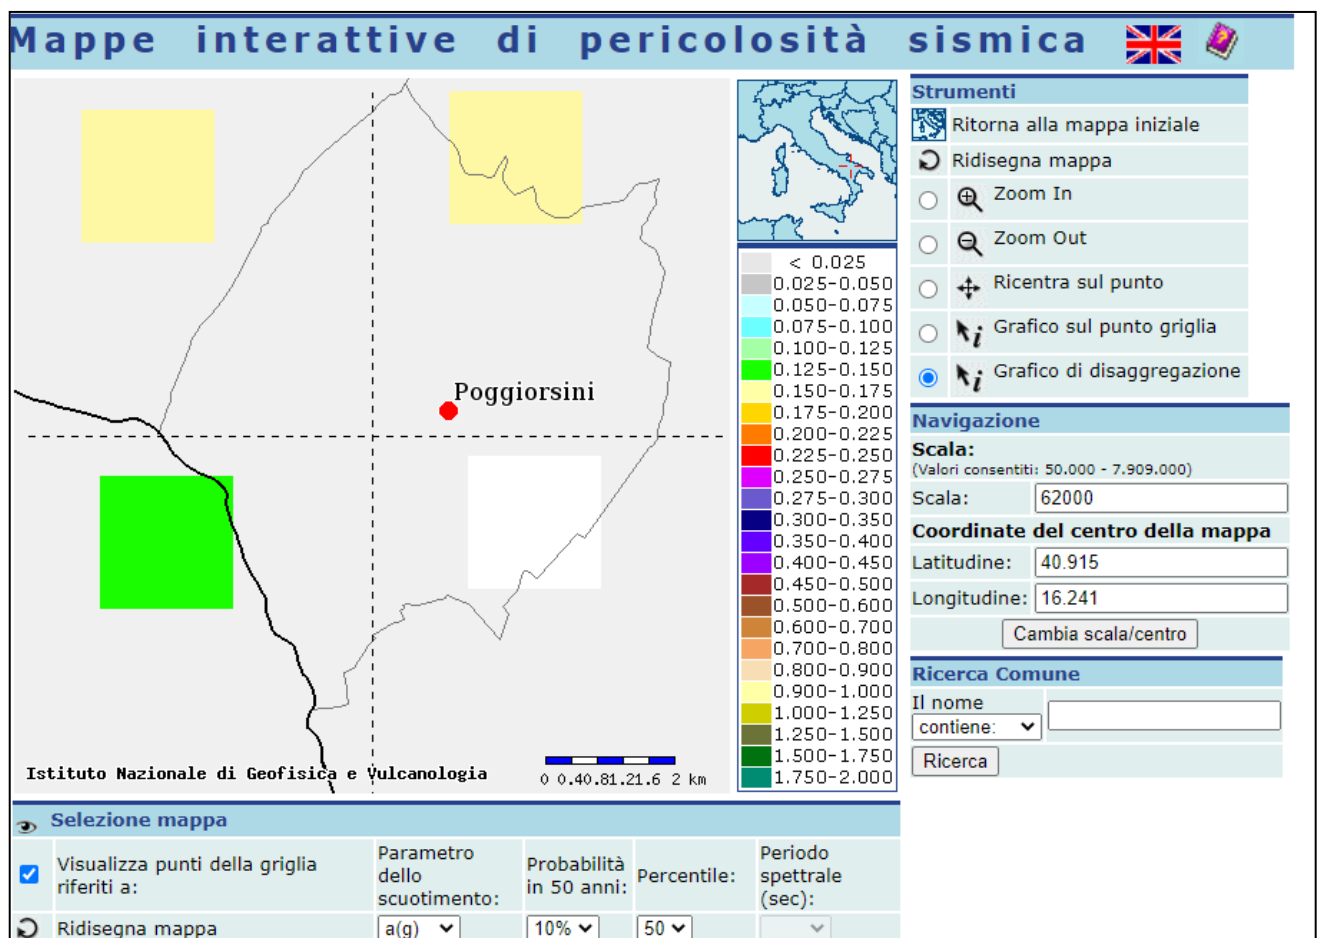 Mappe interattive di pericolosità sismica
Poggiorsini
Istituto Nazionale di Geofisica e Vulcanologia
0 0.40.81.21.6 2 km
< 0.025
0.025-0.050
0.050-0.075
0.075-0.100
0.100-0.125
0.125-0.150
0.150-0.175
0.175-0.200
0.200-0.225
0.225-0.250
0.250-0.275
0.275-0.300
0.300-0.350
0.350-0.400
0.400-0.450
0.450-0.500
0.500-0.600
0.600-0.700
0.700-0.800
0.800-0.900
0.900-1.000
1.000-1.250
1.250-1.500
1.500-1.750
1.750-2.000
Strumenti
Ritorna alla mappa iniziale
Ridisegna mappa
Zoom In
Zoom Out
Ricentra sul punto
Grafico sul punto griglia
Grafico di disaggregazione
Navigazione
Scala:
(Valori consentiti: 50.000 - 7.909.000)
Scala: 62000
Coordinate del centro della mappa
Latitudine: 40.915
Longitudine: 16.241
Cambia scala/centro
Ricerca Comune
Il nome
contiene:
Ricerca
Selezione mappa
Visualizza punti della griglia
riferiti a:
Parametro
dello
scuotimento:
Probabilità
in 50 anni:
Percentile:
Periodo
spettrale
(sec):
Ridisegna mappa
a(g)
10%
50